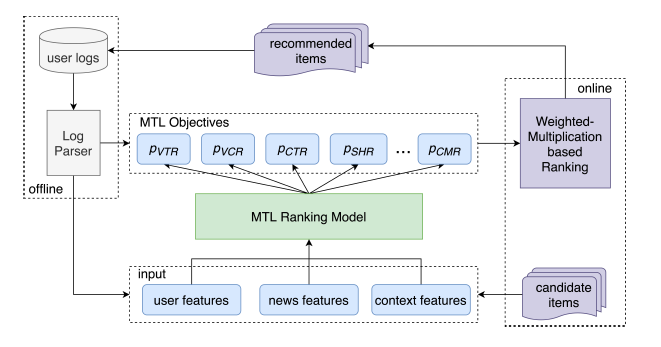 user logs
recommended
items
online
Log
Parser
offline
MTL Objectives
pVTR
pVCR
pCTR
pSHR
...
pCMR
Weighted-
Multiplication
based
Ranking
MTL Ranking Model
input
user features
news features
context features
candidate
items